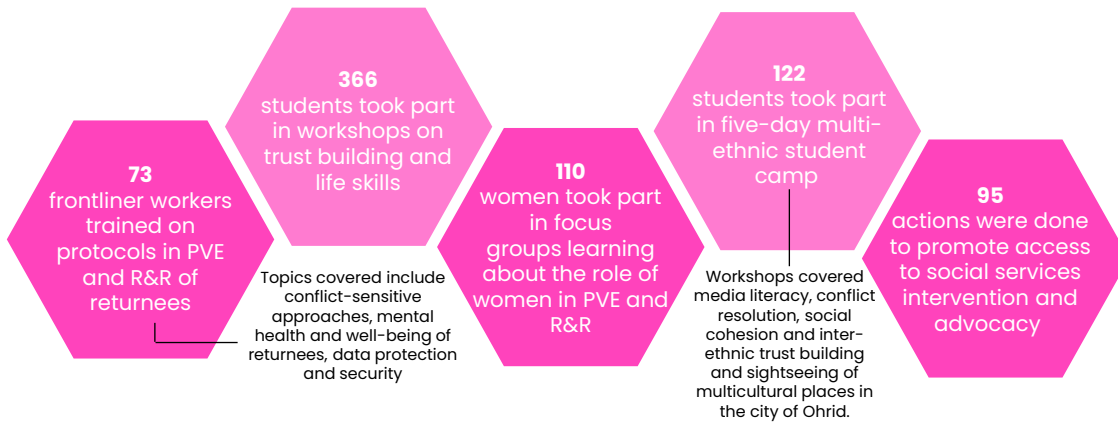 73
frontliner workers
trained on
protocols in PVE
and R&R of
returnees
Topics covered include
conflict-sensitive
approaches, mental
health and well-being of
returnees, data protection
and security
366
students took part
in workshops on
trust building and
life skills
110
women took part
in focus
groups learning
about the role of
women in PVE and
R&R
122
students took part
in five-day multi-
ethnic student
camp
Workshops covered
media literacy, conflict
resolution, social
cohesion and inter-
ethnic trust building
and sightseeing of
multicultural places in
the city of Ohrid.
95
actions were done
to promote access
to social services
intervention and
advocacy